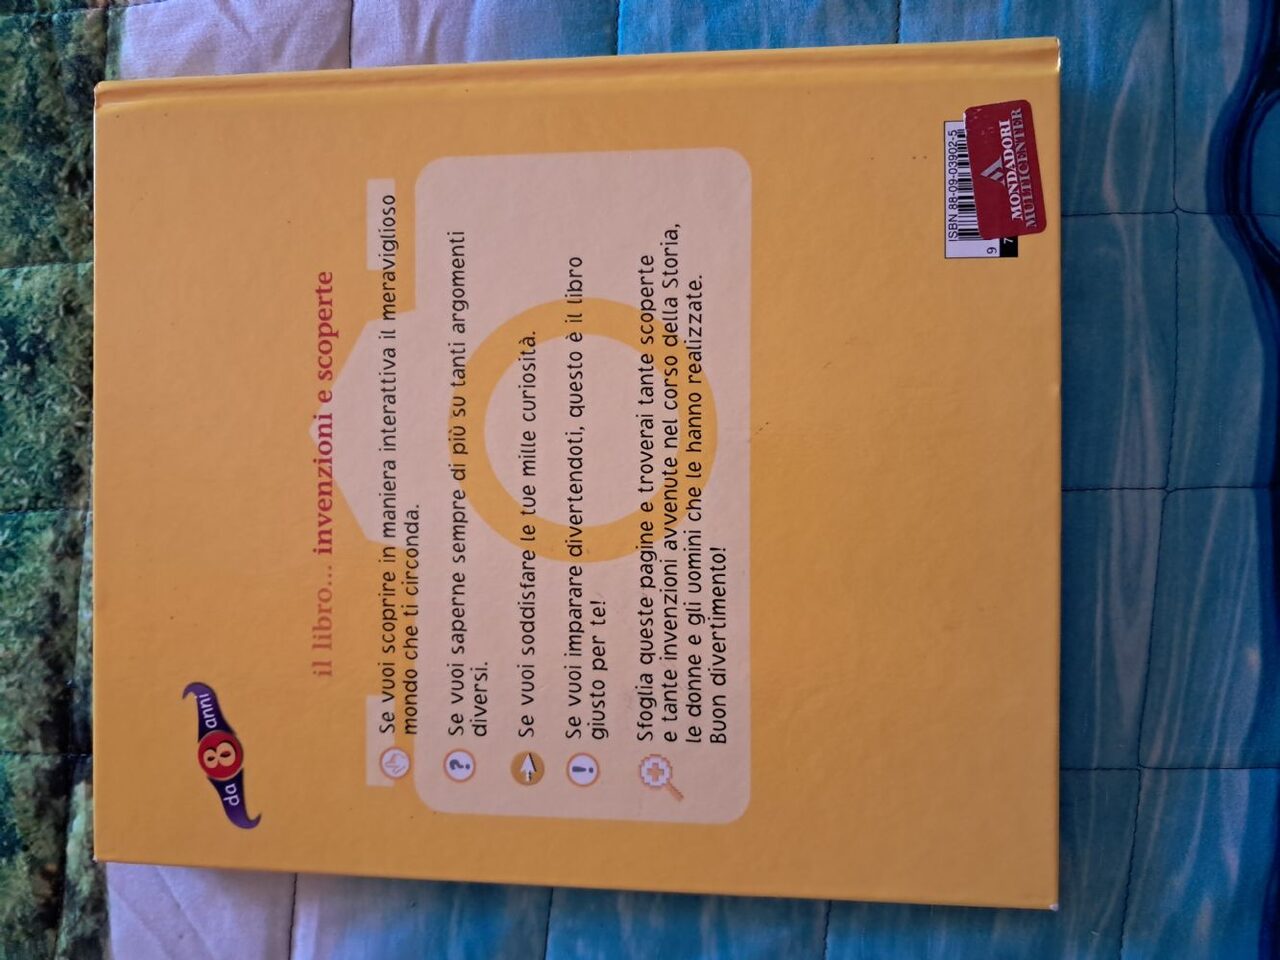 da 8 anni
il libro... invenzioni e scoperte
Se vuoi scoprire in maniera interattiva il meraviglioso
mondo che ti circonda.
? Se vuoi saperne sempre di più su tanti argomenti
diversi.
Se vuoi soddisfare le tue mille curiosità.
! Se vuoi imparare divertendoti, questo è il libro
giusto per te!
Sfoglia queste pagine e troverai tante scoperte
e tante invenzioni avvenute nel corso della Storia,
le donne e gli uomini che le hanno realizzate.
Buon divertimento!
ISBN 88-09-03902-5
9 7
MONDADORI
MULTICENTER